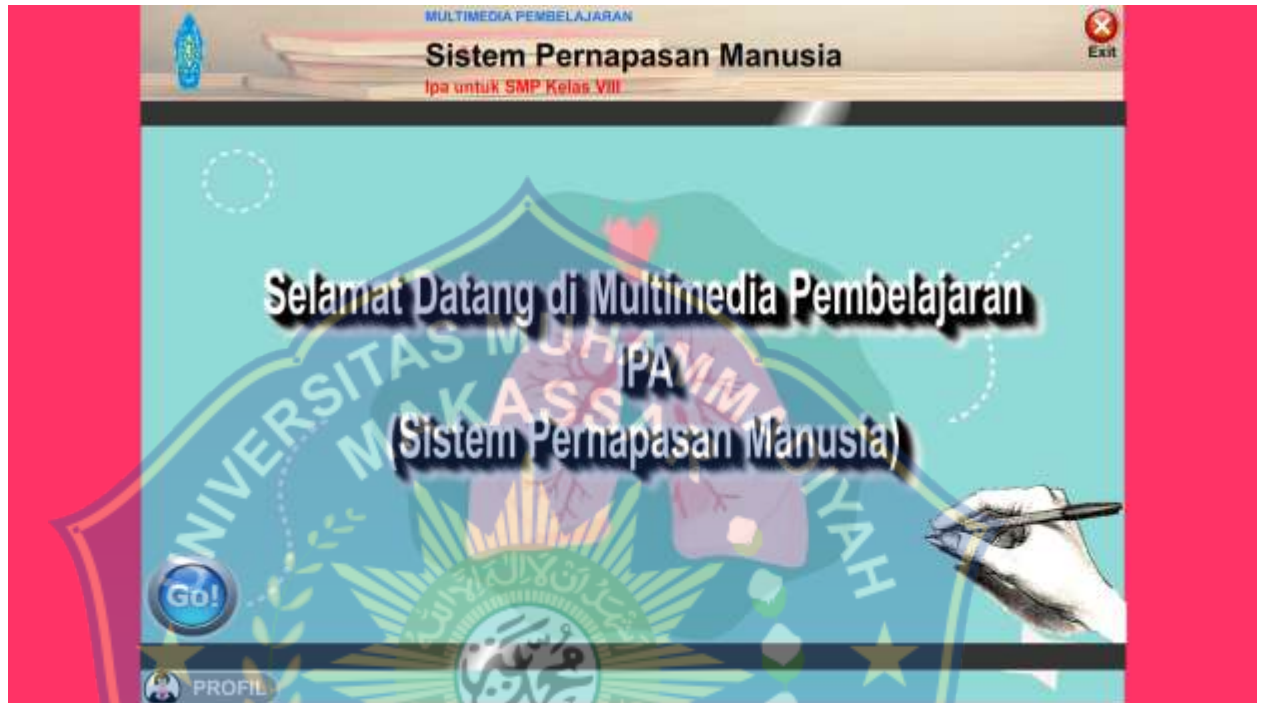 MULTIMEDIA PEMBELAJARAN
Sistem Pernapasan Manusia
Ipa untuk SMP Kelas VIII
Exit
Selamat Datang di Multimedia Pembelajaran
IPA
(Sistem Pernapasan Manusia)
UNIVERSITAS MUHAMMADIYAH
MAKASSAR
Go!
PROFIL